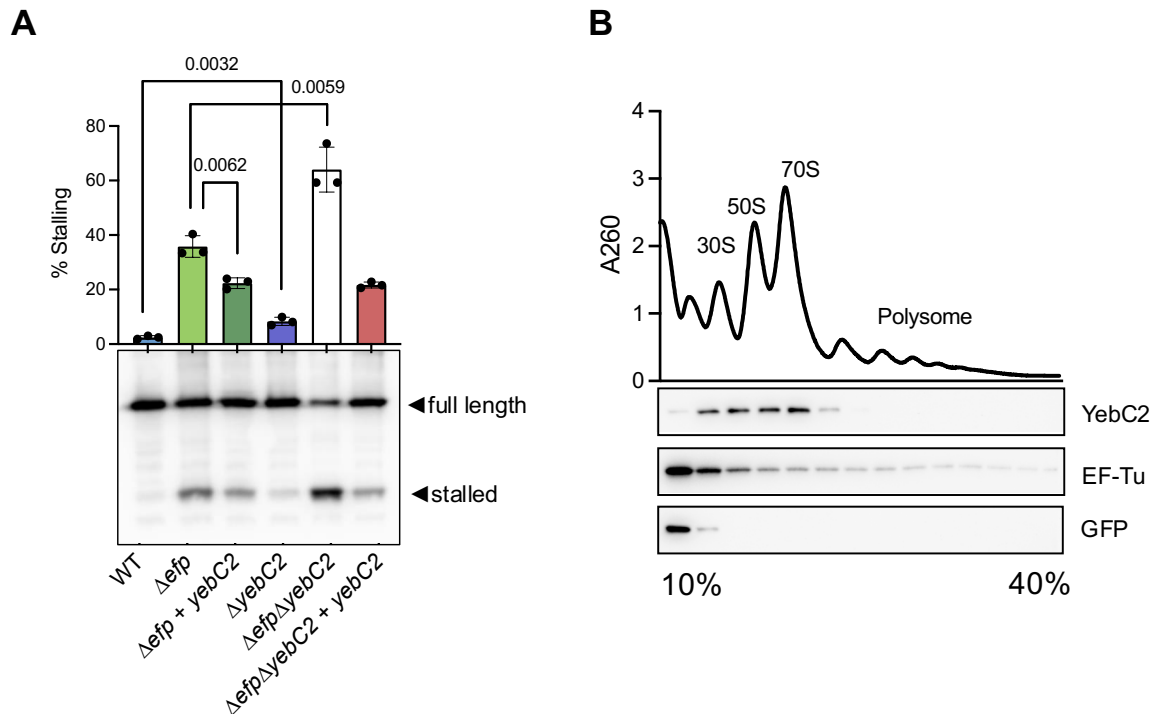 A
B
0.0032
0.0059
0.0062
% Stalling
80
60
40
20
0
◄full length
◄stalled
WT
Δefp
Δefp + yebC2
ΔyebC2
ΔefpΔyebC2
ΔefpΔyebC2 + yebC2
A260
4
3
2
1
0
30S
50S
70S
Polysome
YebC2
EF-Tu
GFP
10%
40%